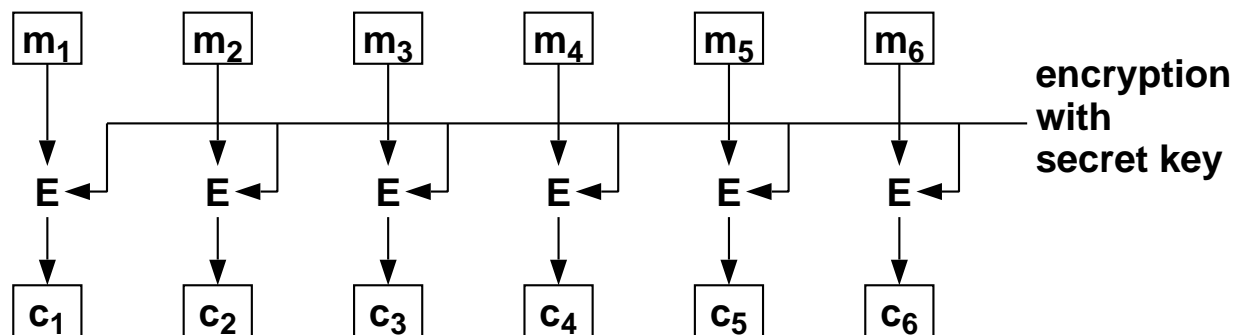 m₁ m₂ m₃ m₄ m₅ m₆
encryption
with
secret key
E E E E E E
c₁ c₂ c₃ c₄ c₅ c₆